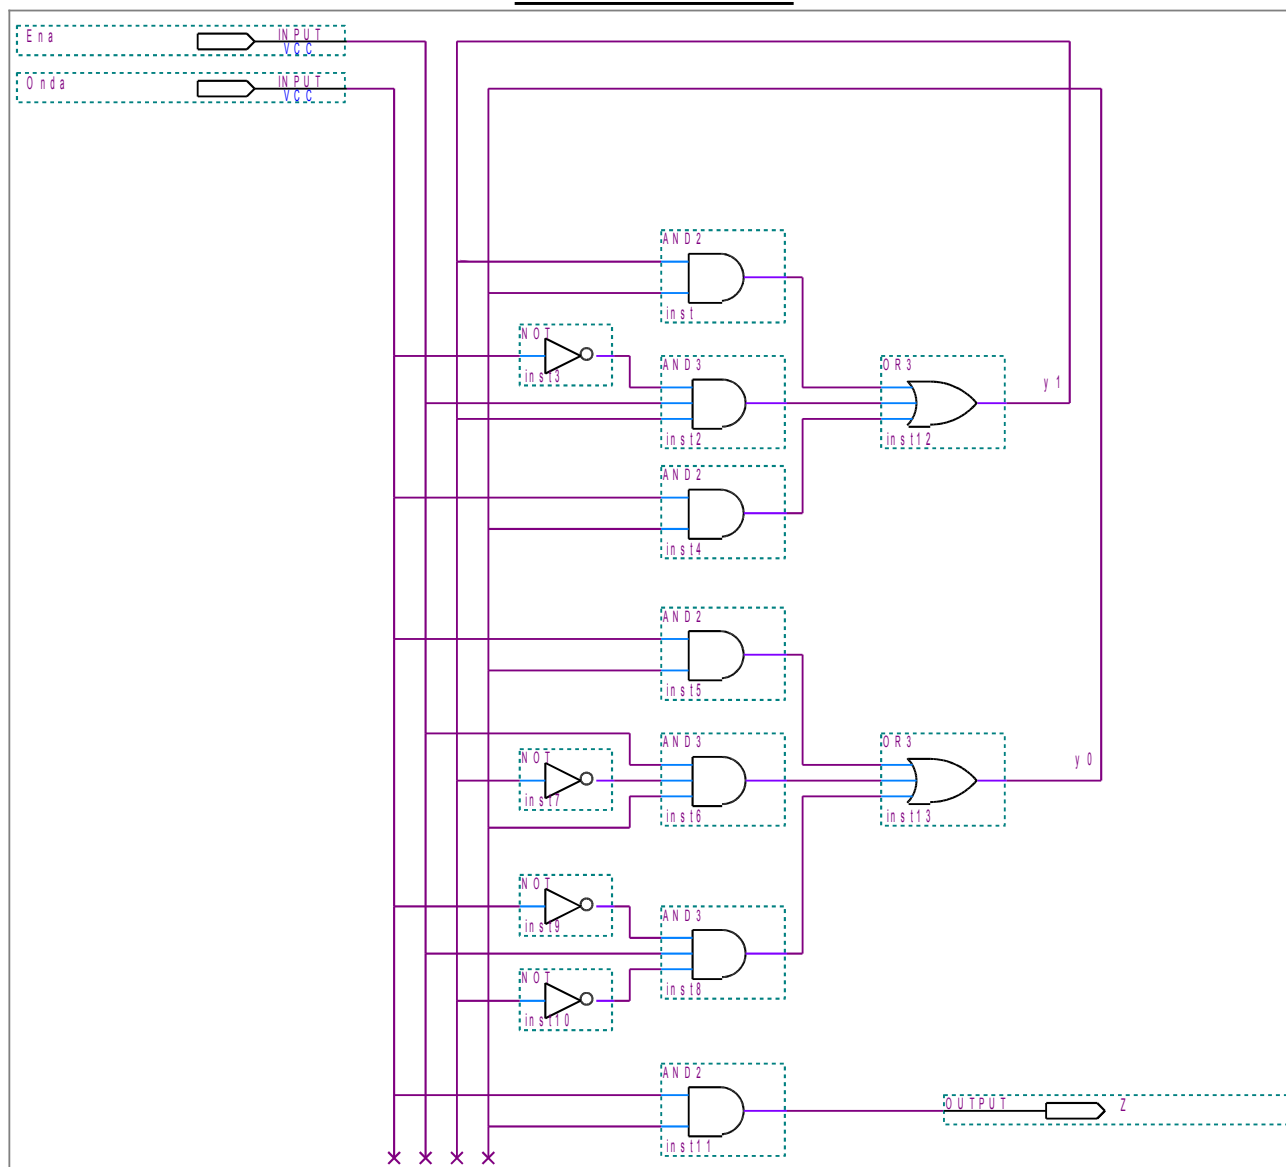 Ena
INPUT
VCC
Onda
INPUT
VCC
AND2
inst
NOT
inst3
AND3
inst2
OR3
inst12
y1
AND2
inst4
AND2
inst5
NOT
inst7
AND3
inst6
OR3
inst13
y0
NOT
inst9
AND3
inst8
NOT
inst10
AND2
inst11
OUTPUT
Z